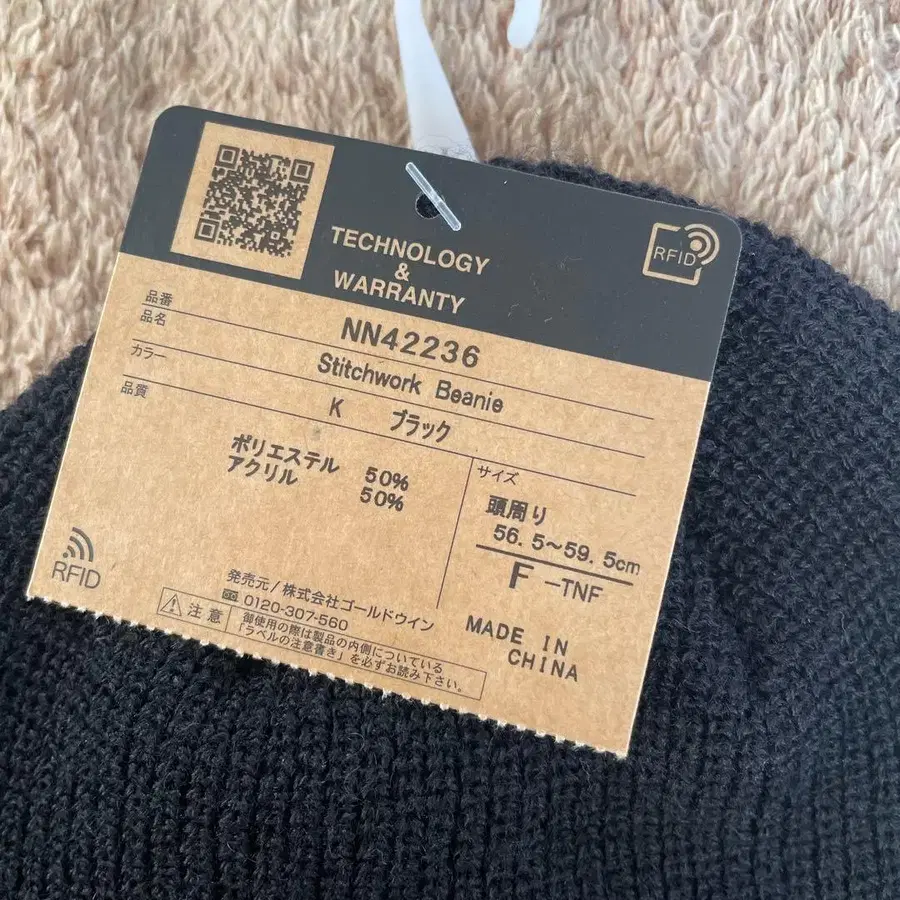 TECHNOLOGY
&
WARRANTY
RFID
品番 NN42236
品名 Stitchwork Beanie
カラー K ブラック
品質
ポリエステル 50%
アクリル 50%
サイズ
頭周り
56.5~59.5cm
F -TNF
RFID
発売元/株式会社ゴールドウイン
0120-307-560
MADE IN
CHINA
注意
御使用の際は製品の内側についている
「ラベルの注意書き」を必ずお読み下さい。